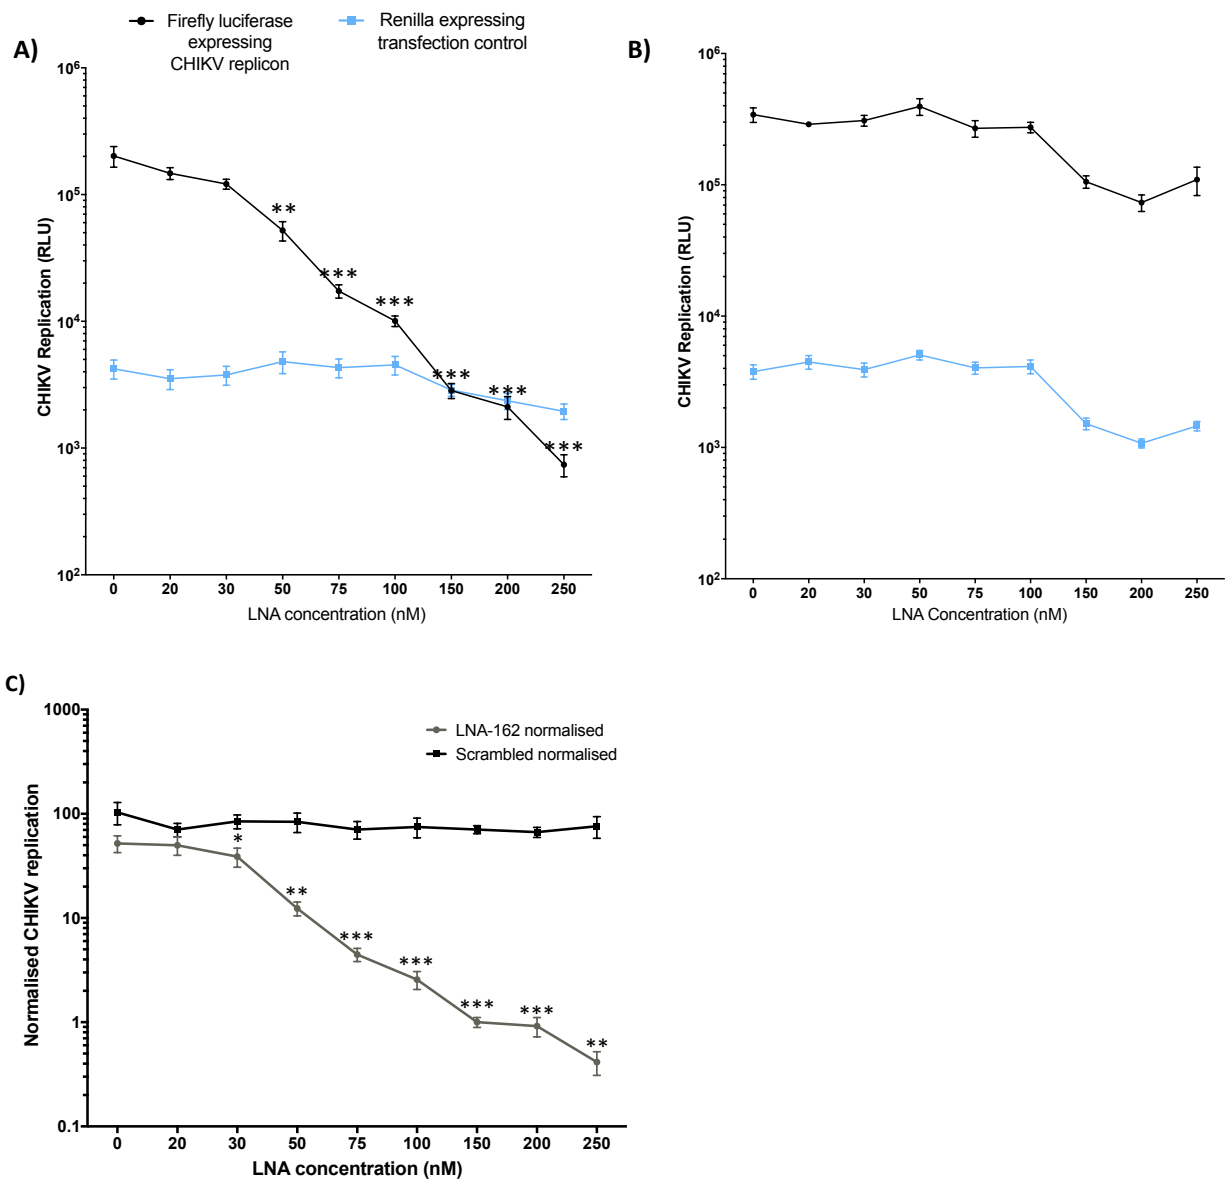 Firefly luciferase
expressing
CHIKV replicon
Renilla expressing
transfection control
A)
CHIKV Replication (RLU)
10⁶
10⁵
10⁴
10³
10²
**
***
***
***
***
***
0 20 30 50 75 100 150 200 250
LNA concentration (nM)
B)
CHIKV Replication (RLU)
10⁶
10⁵
10⁴
10³
10²
0 20 30 50 75 100 150 200 250
LNA Concentration (nM)
C)
Normalised CHIKV replication
1000
100
10
1
0.1
LNA-162 normalised
Scrambled normalised
*
**
***
***
***
***
**
0 20 30 50 75 100 150 200 250
LNA concentration (nM)